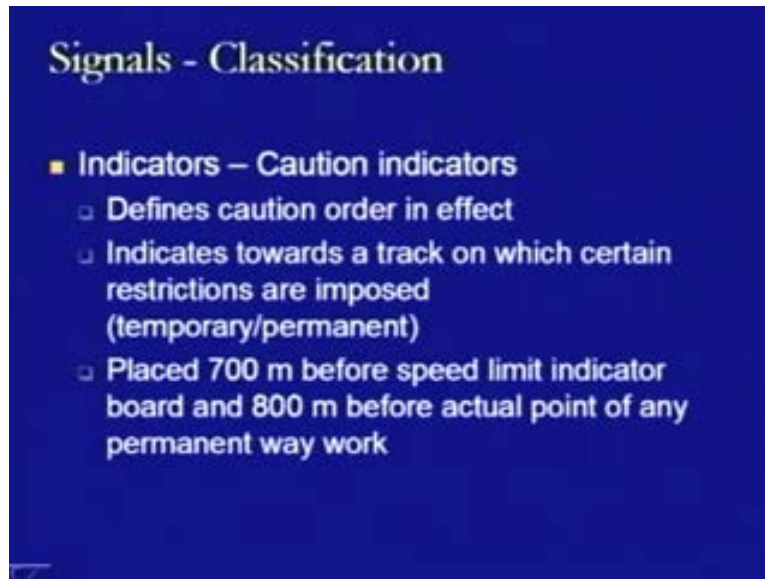 Signals - Classification
Indicators – Caution indicators
Defines caution order in effect
Indicates towards a track on which certain
restrictions are imposed
(temporary/permanent)
Placed 700 m before speed limit indicator
board and 800 m before actual point of any
permanent way work